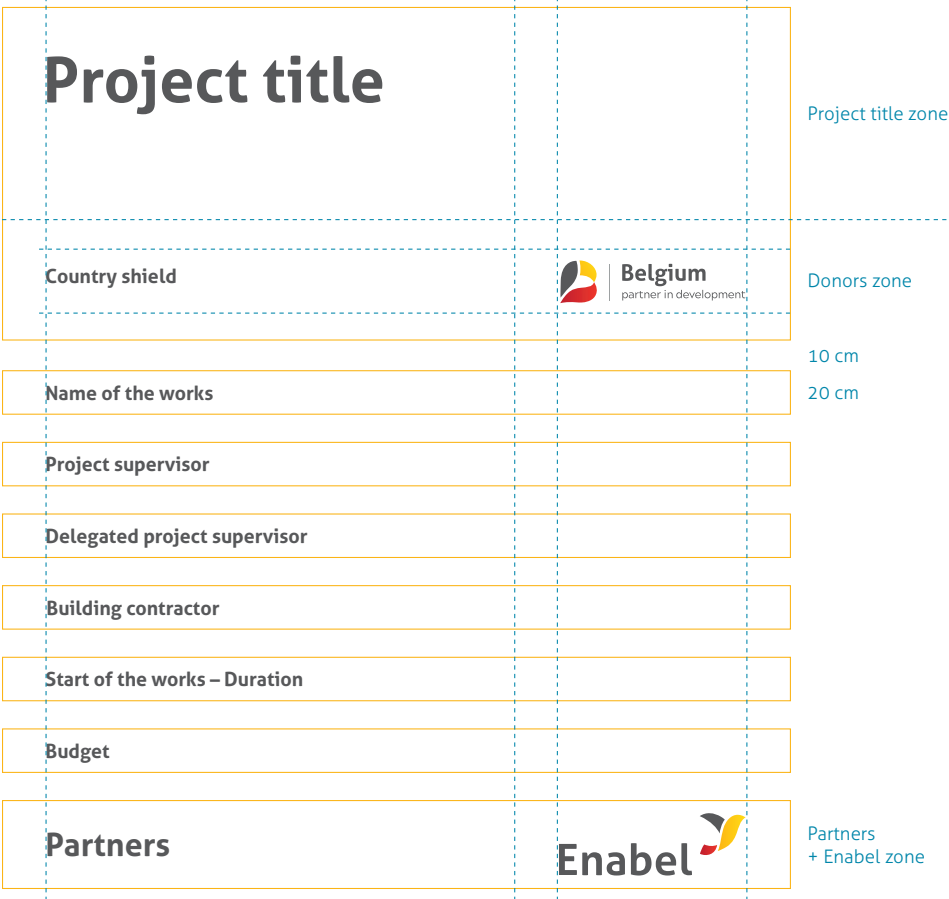 Project title
Project title zone
Country shield
Belgium
partner in development
Donors zone
10 cm
Name of the works
20 cm
Project supervisor
Delegated project supervisor
Building contractor
Start of the works – Duration
Budget
Partners
Enabel
Partners
+ Enabel zone